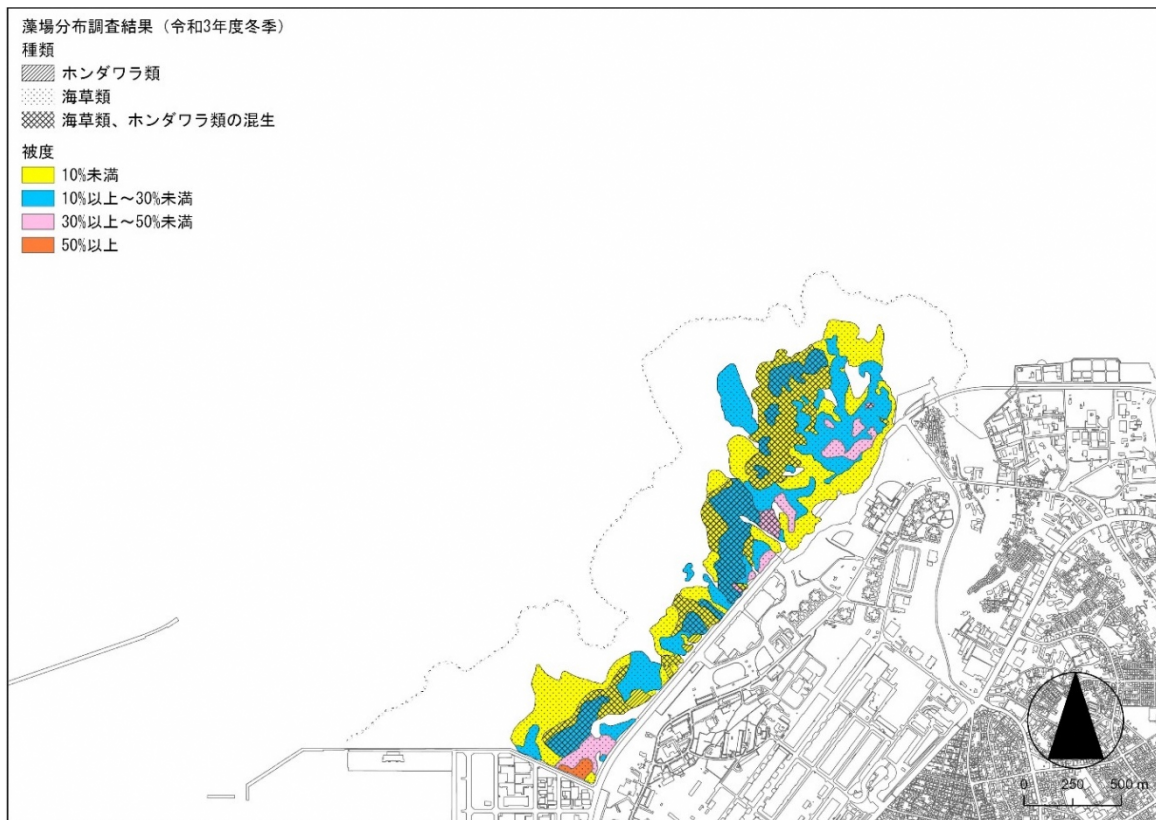 藻場分布調査結果（令和3年度冬季）
種類
ホンダワラ類
海草類
海草類、ホンダワラ類の混生
被度
10%未満
10%以上～30%未満
30%以上～50%未満
50%以上
0 250 500 m